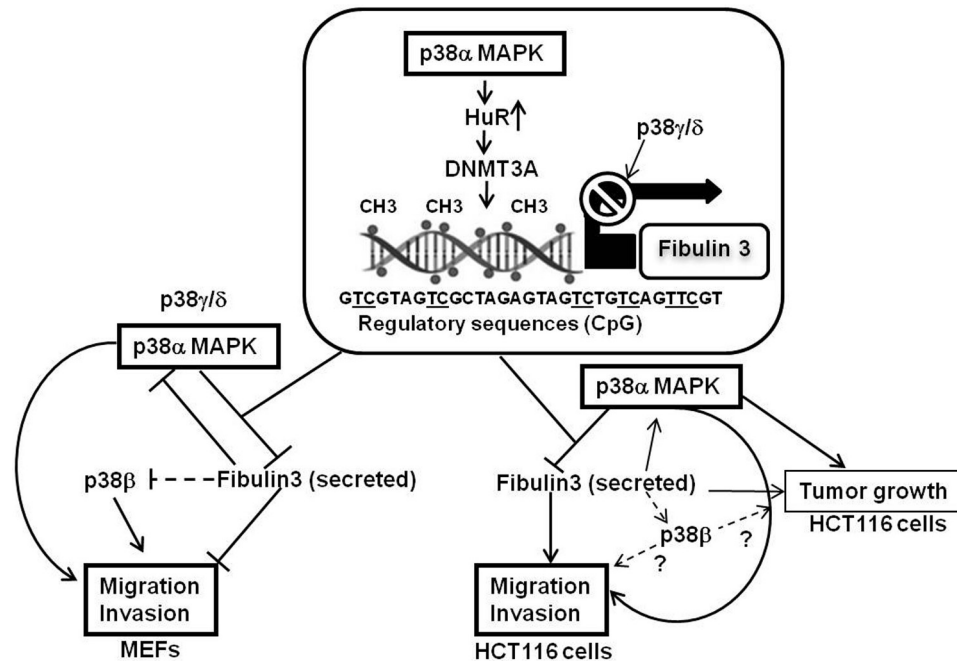 p38α MAPK
HuR↑
p38γ/δ
DNMT3A
CH3 CH3 CH3
Fibulin 3
GTCGTAGTCGCTAGAGTAGTCTGTCAGTTCGT
Regulatory sequences (CpG)
p38γ/δ
p38α MAPK
p38β
Fibulin3 (secreted)
Migration
Invasion
MEFs
p38α MAPK
Fibulin3 (secreted)
p38β
?
?
Tumor growth
HCT116 cells
Migration
Invasion
HCT116 cells